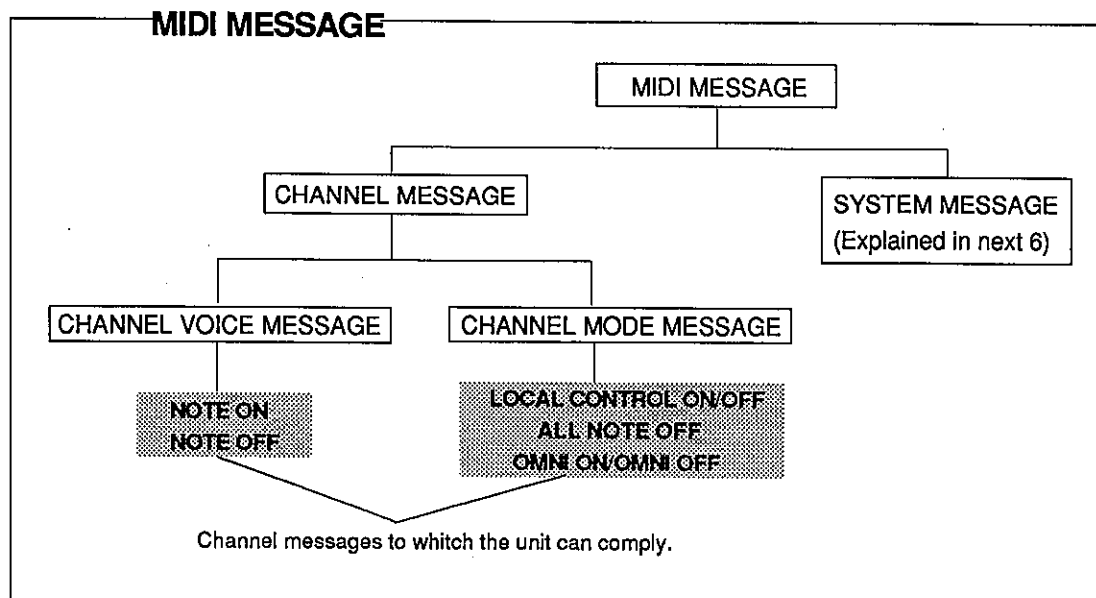 MIDI MESSAGE
MIDI MESSAGE
CHANNEL MESSAGE
SYSTEM MESSAGE
(Explained in next 6)
CHANNEL VOICE MESSAGE
CHANNEL MODE MESSAGE
NOTE ON
NOTE OFF
LOCAL CONTROL ON/OFF
ALL NOTE OFF
OMNI ON/OMNI OFF
Channel messages to whitch the unit can comply.